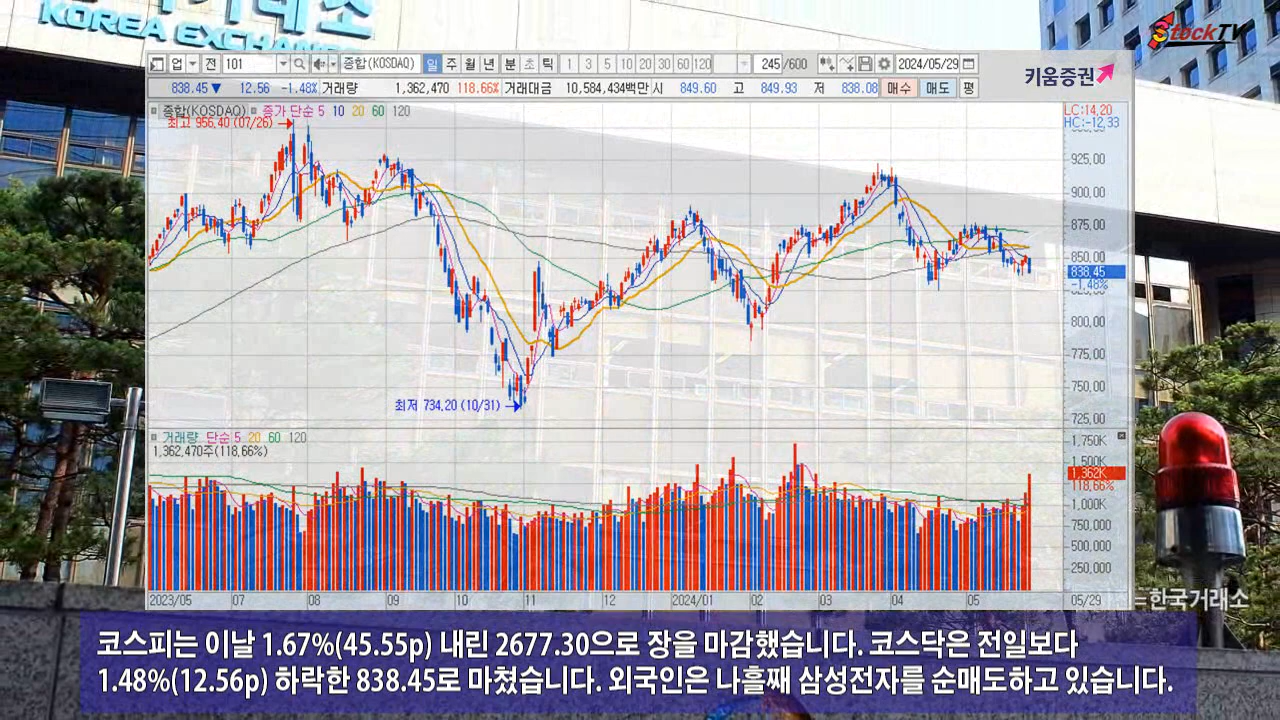 한국거래소
KOREA EXCHANGE
StockTV
업 전 101 종합(KOSDAQ) 일 주 월 년 분 초 틱 1 3 5 10 20 30 60 120 245 /600 2024/05/29
838.45▼ 12.56 -1.48% 거래량 1,362,470 118.66% 거래대금 10,584,434백만 시 849.60 고 849.93 저 838.08 매수 매도 평
키움증권
종합(KOSDAQ) 종가 단순 5 10 20 60 120
최고 956.40 (07/26)
LC:14.20
HC:-12.33
925.00
900.00
875.00
850.00
838.45
-1.48%
800.00
775.00
750.00
725.00
최저 734.20 (10/31)
거래량 단순 5 20 60 120
1,362,470주(118.66%)
1,750K
1,500K
1,362K
118.66%
1,000K
750,000
500,000
250,000
2023/05 07 08 09 10 11 12 2024/01 02 03 04 05 05/29
=한국거래소
코스피는 이날 1.67%(45.55p) 내린 2677.30으로 장을 마감했습니다. 코스닥은 전일보다
1.48%(12.56p) 하락한 838.45로 마쳤습니다. 외국인은 나흘째 삼성전자를 순매도하고 있습니다.